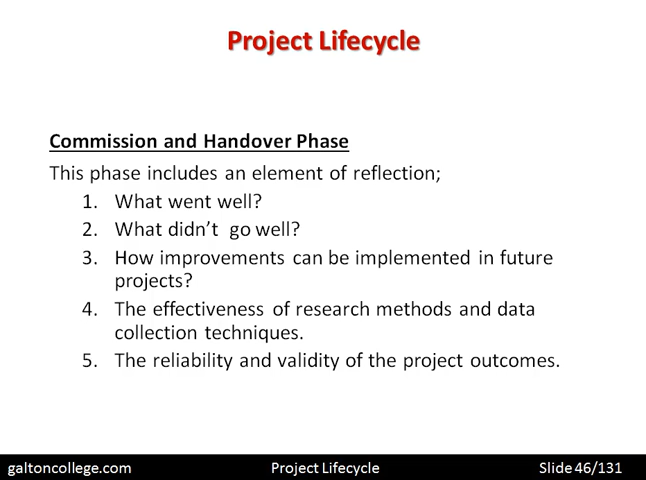 Project Lifecycle
Commission and Handover Phase
This phase includes an element of reflection;
1. What went well?
2. What didn't go well?
3. How improvements can be implemented in future
projects?
4. The effectiveness of research methods and data
collection techniques.
5. The reliability and validity of the project outcomes.
galtoncollege.com Project Lifecycle Slide 46/131